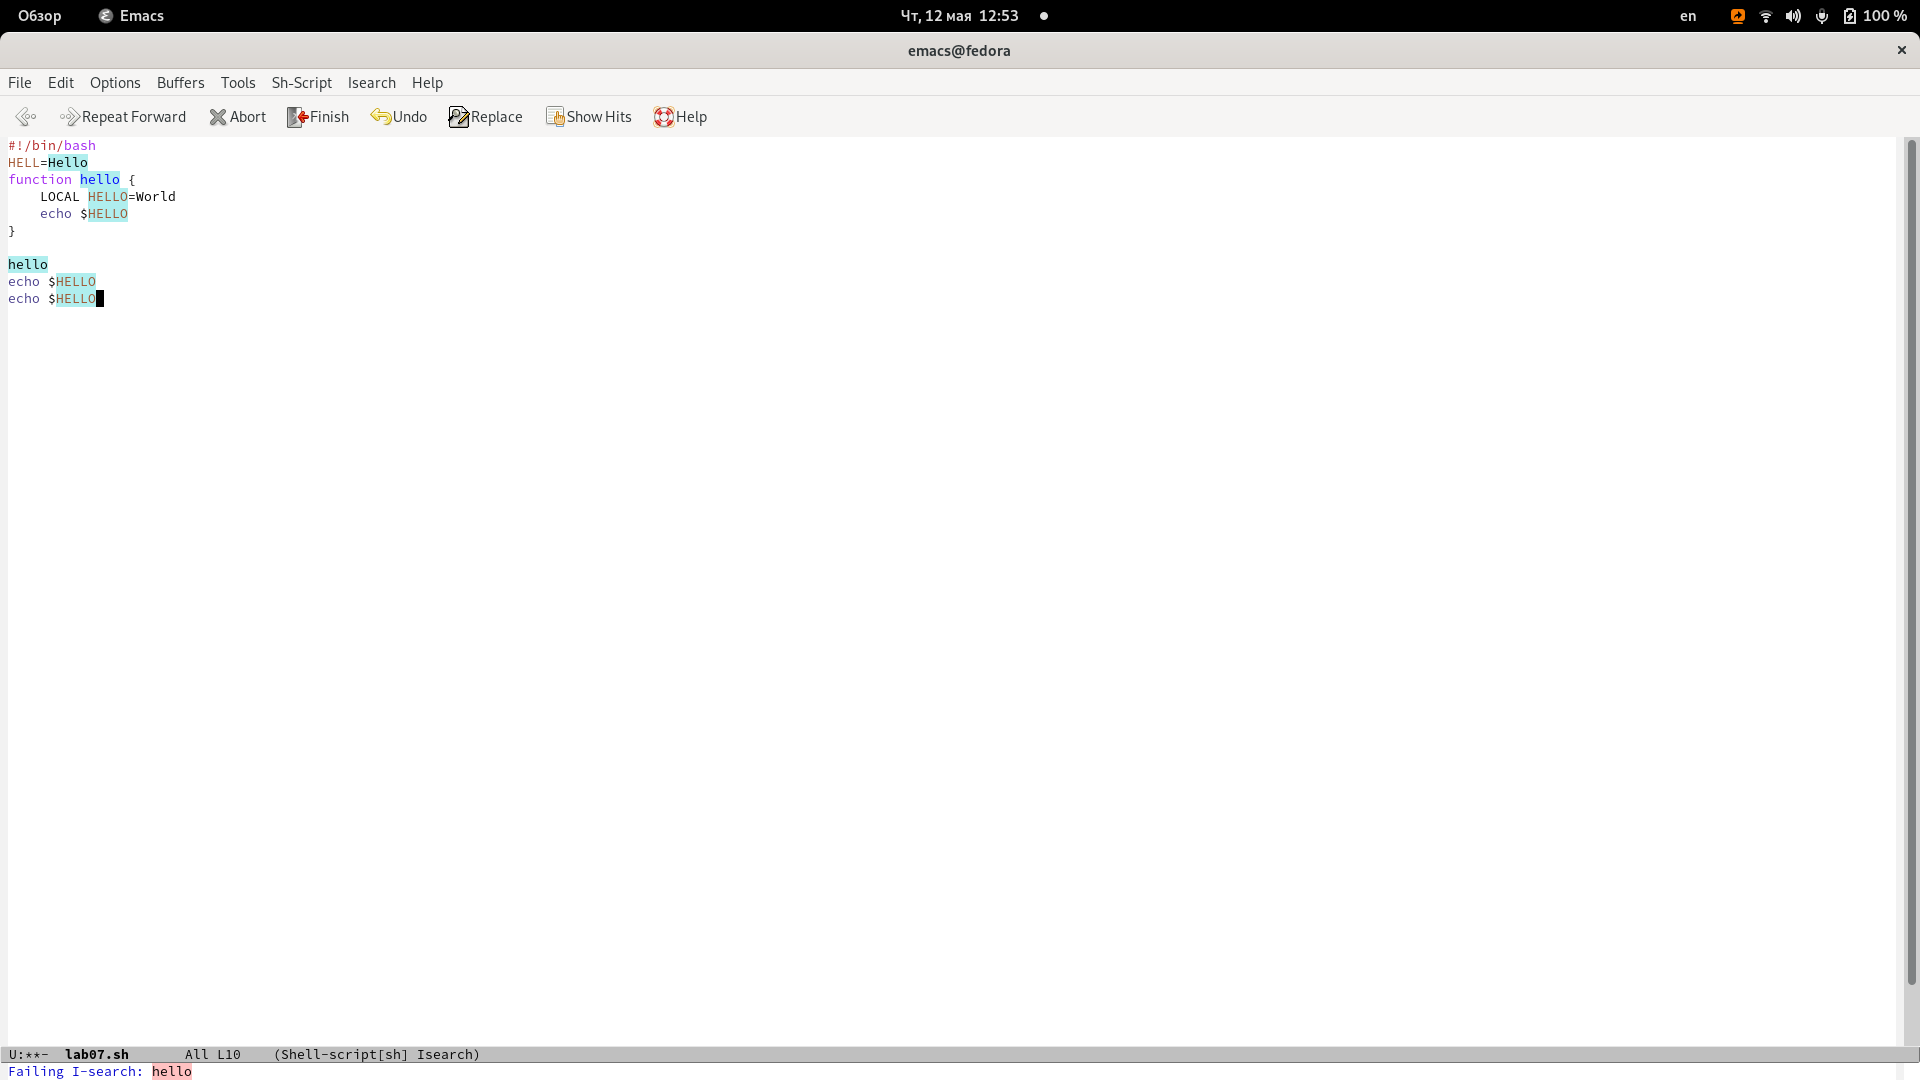 Обзор Emacs Чт, 12 мая 12:53 en 100 %
emacs@fedora
File Edit Options Buffers Tools Sh-Script Isearch Help
Repeat Forward Abort Finish Undo Replace Show Hits Help
#!/bin/bash
HELL=Hello
function hello {
    LOCAL HELLO=World
    echo $HELLO
}
hello
echo $HELLO
echo $HELLO
U:**-  lab07.sh       All L10    (Shell-script[sh] Isearch)
Failing I-search: hello